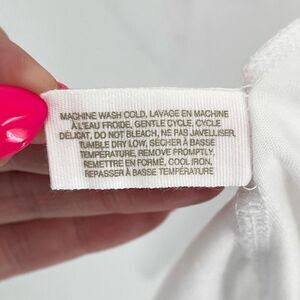 MACHINE WASH COLD, LAVAGE EN MACHINE
À L'EAU FROIDE, GENTLE CYCLE, CYCLE
DÉLICAT, DO NOT BLEACH, NE PAS JAVELLISER,
TUMBLE DRY LOW, SÉCHER À BASSE
TEMPÉRATURE, REMOVE PROMPTLY,
REMETTRE EN FORMÉ, COOL IRON,
REPASSER À BASSE TEMPÉRATURE